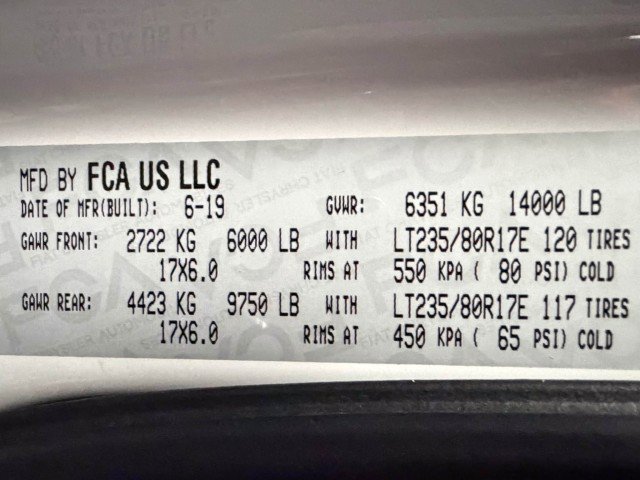 MFD BY FCA US LLC
DATE OF MFR(BUILT): 6-19 GVWR: 6351 KG 14000 LB
GAWR FRONT: 2722 KG 6000 LB WITH LT235/80R17E 120 TIRES
17X6.0 RIMS AT 550 KPA ( 80 PSI) COLD
GAWR REAR: 4423 KG 9750 LB WITH LT235/80R17E 117 TIRES
17X6.0 RIMS AT 450 KPA ( 65 PSI) COLD